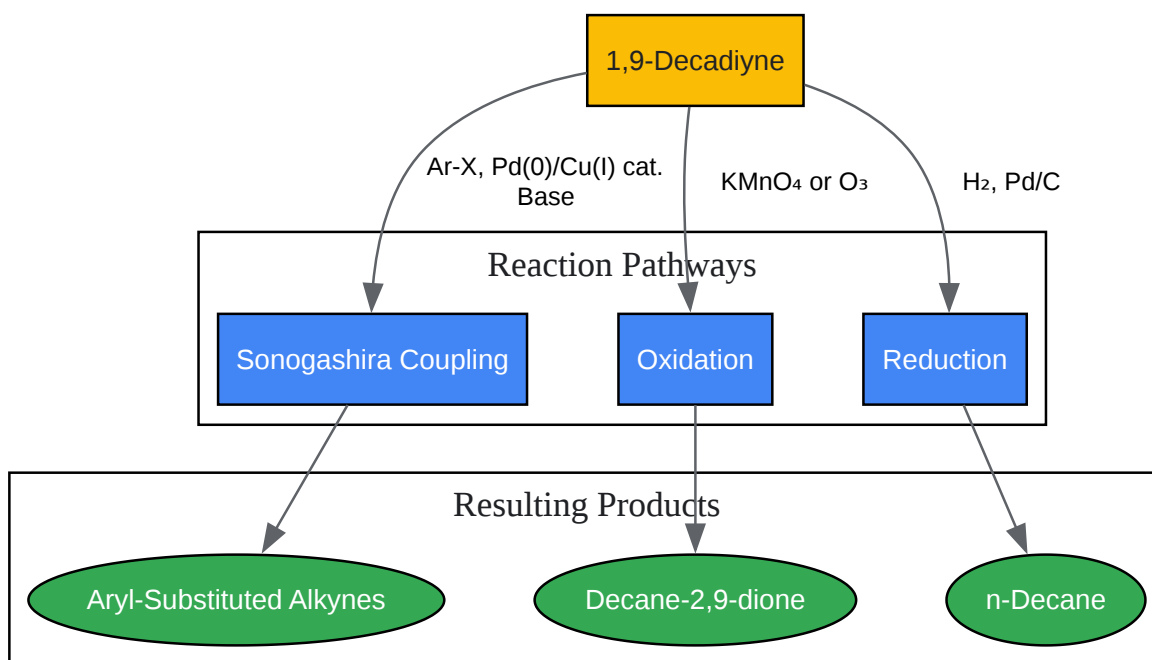 1,9-Decadiyne
Ar-X, Pd(0)/Cu(I) cat.
Base
KMnO₄ or O₃
H₂, Pd/C
Reaction Pathways
Sonogashira Coupling
Oxidation
Reduction
Resulting Products
Aryl-Substituted Alkynes
Decane-2,9-dione
n-Decane